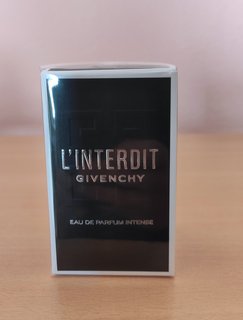 L'INTERDIT
GIVENCHY
EAU DE PARFUM INTENSE